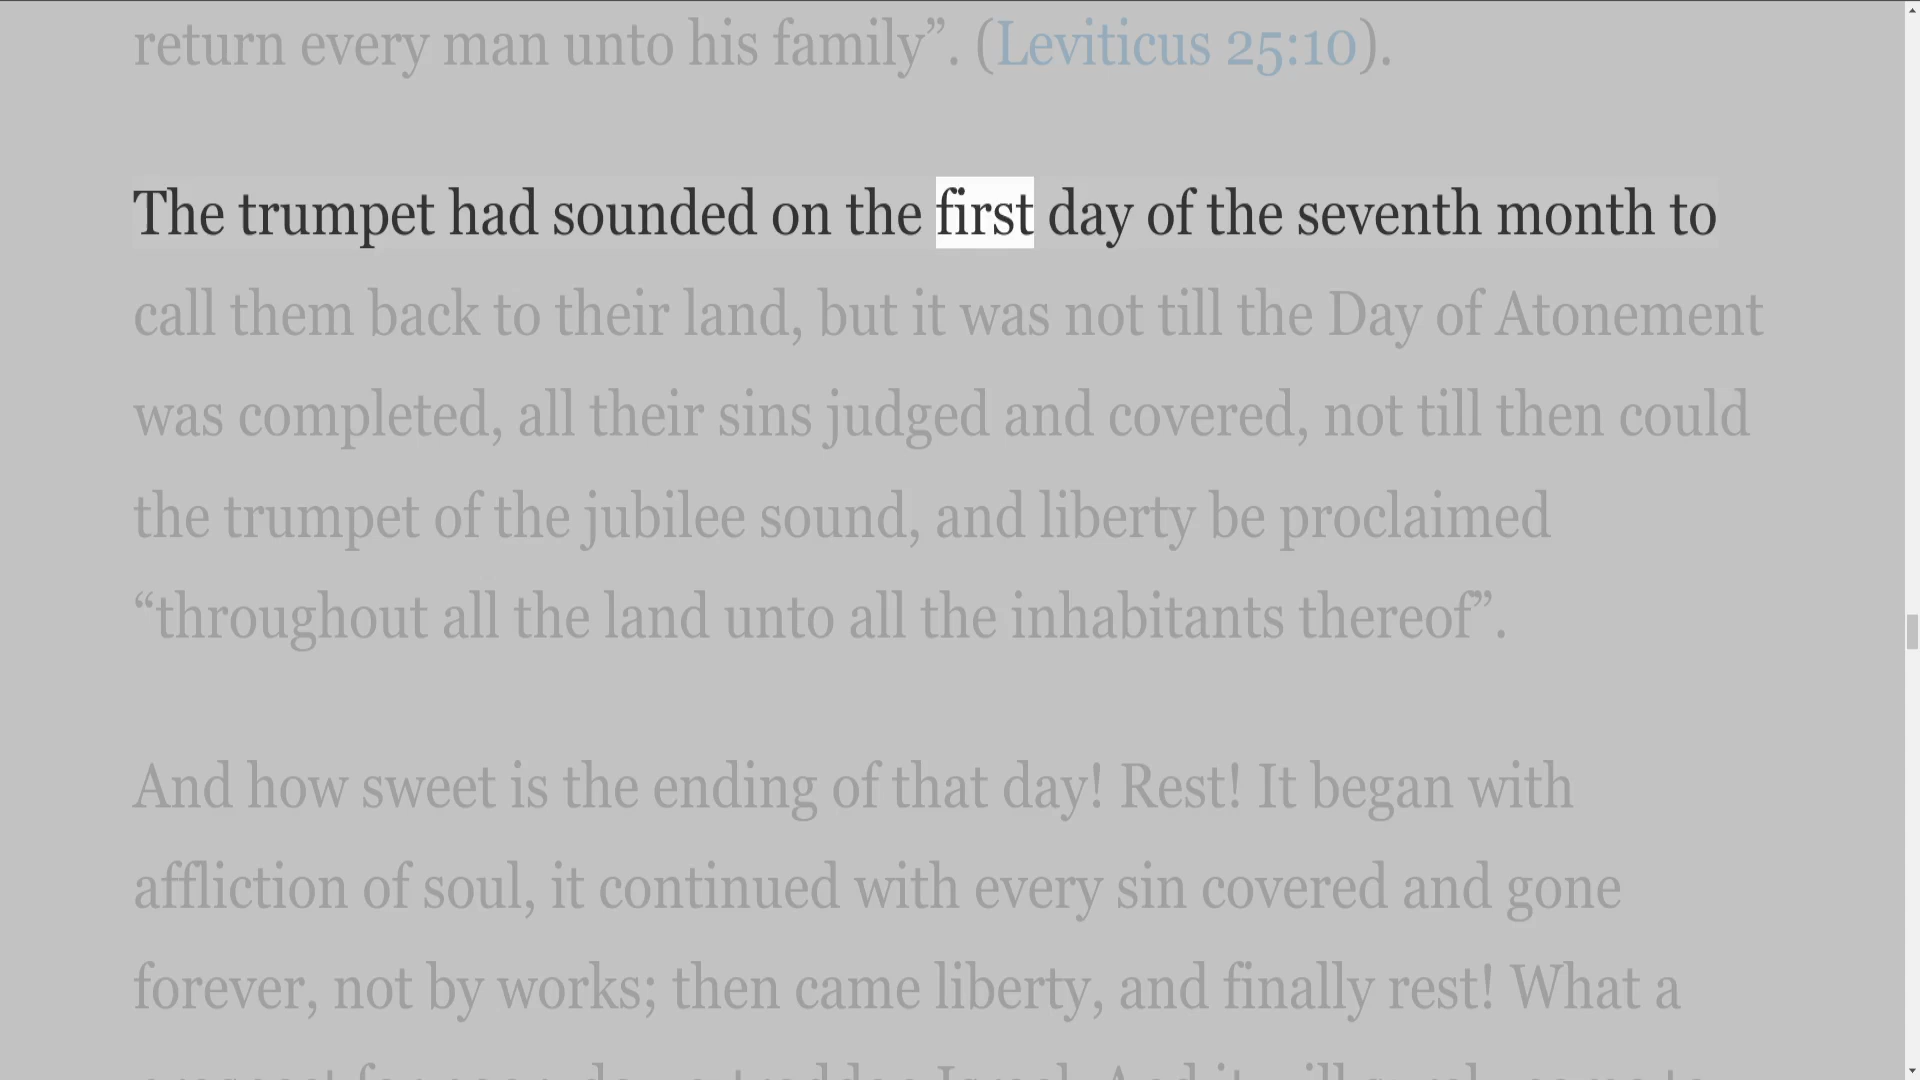 return every man unto his family”. (Leviticus 25:10).
The trumpet had sounded on the first day of the seventh month to
call them back to their land, but it was not till the Day of Atonement
was completed, all their sins judged and covered, not till then could
the trumpet of the jubilee sound, and liberty be proclaimed
“throughout all the land unto all the inhabitants thereof”.
And how sweet is the ending of that day! Rest! It began with
affliction of soul, it continued with every sin covered and gone
forever, not by works; then came liberty, and finally rest! What a